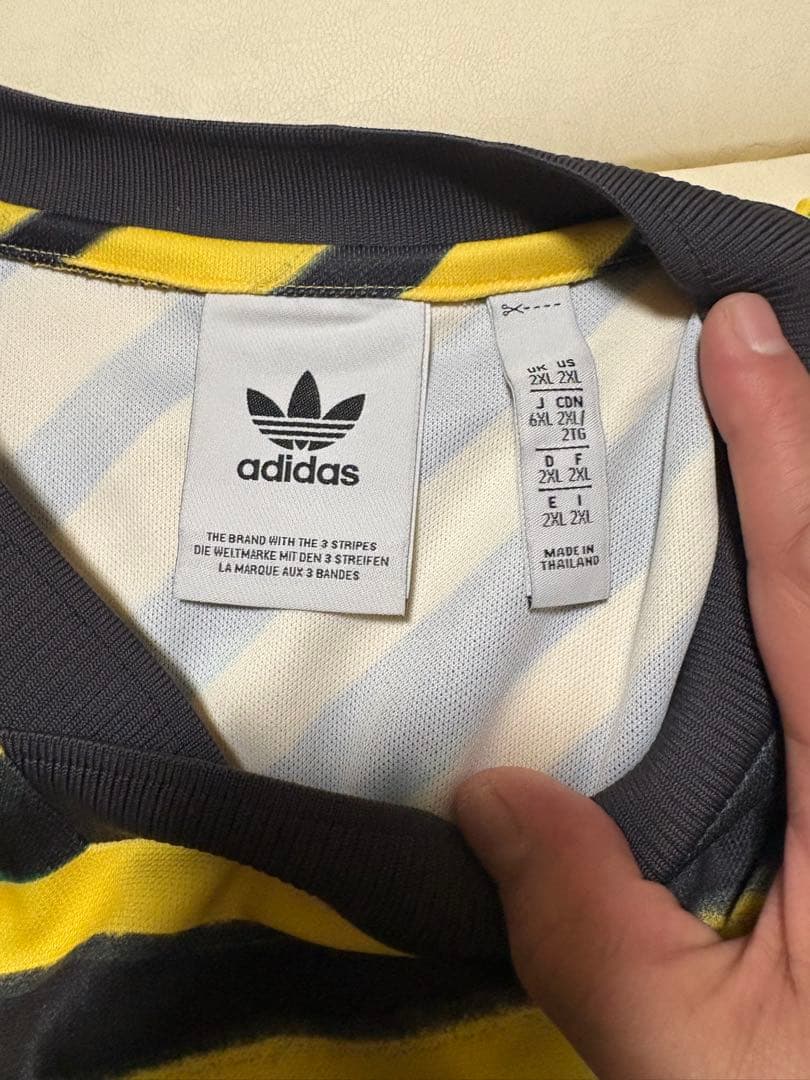 adidas
THE BRAND WITH THE 3 STRIPES
DIE WELTMARKE MIT DEN 3 STREIFEN
LA MARQUE AUX 3 BANDES
UK US
2XL 2XL
J CDN
6XL 2XL/
2TG
D F
2XL 2XL
E I
2XL 2XL
MADE IN
THAILAND